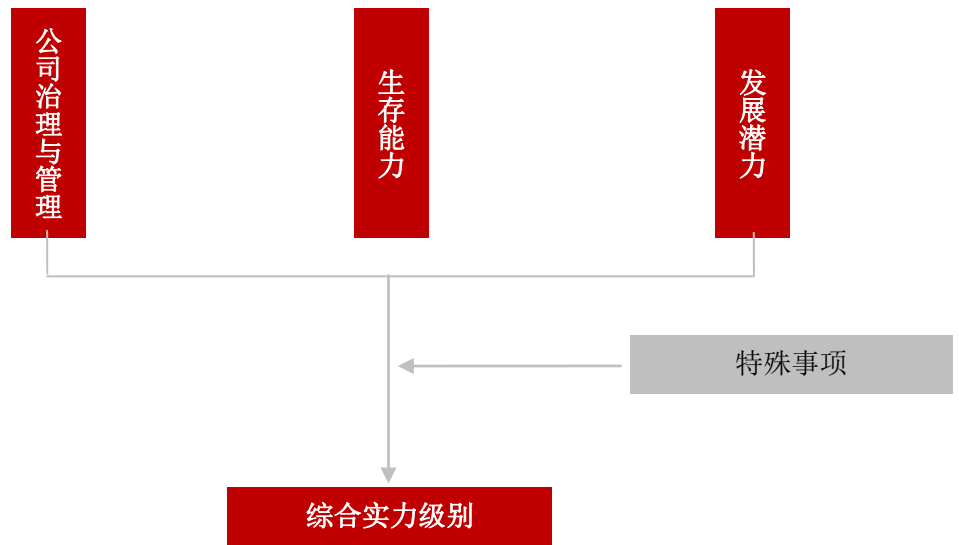 公司治理与管理
生存能力
发展潜力
特殊事项
综合实力级别